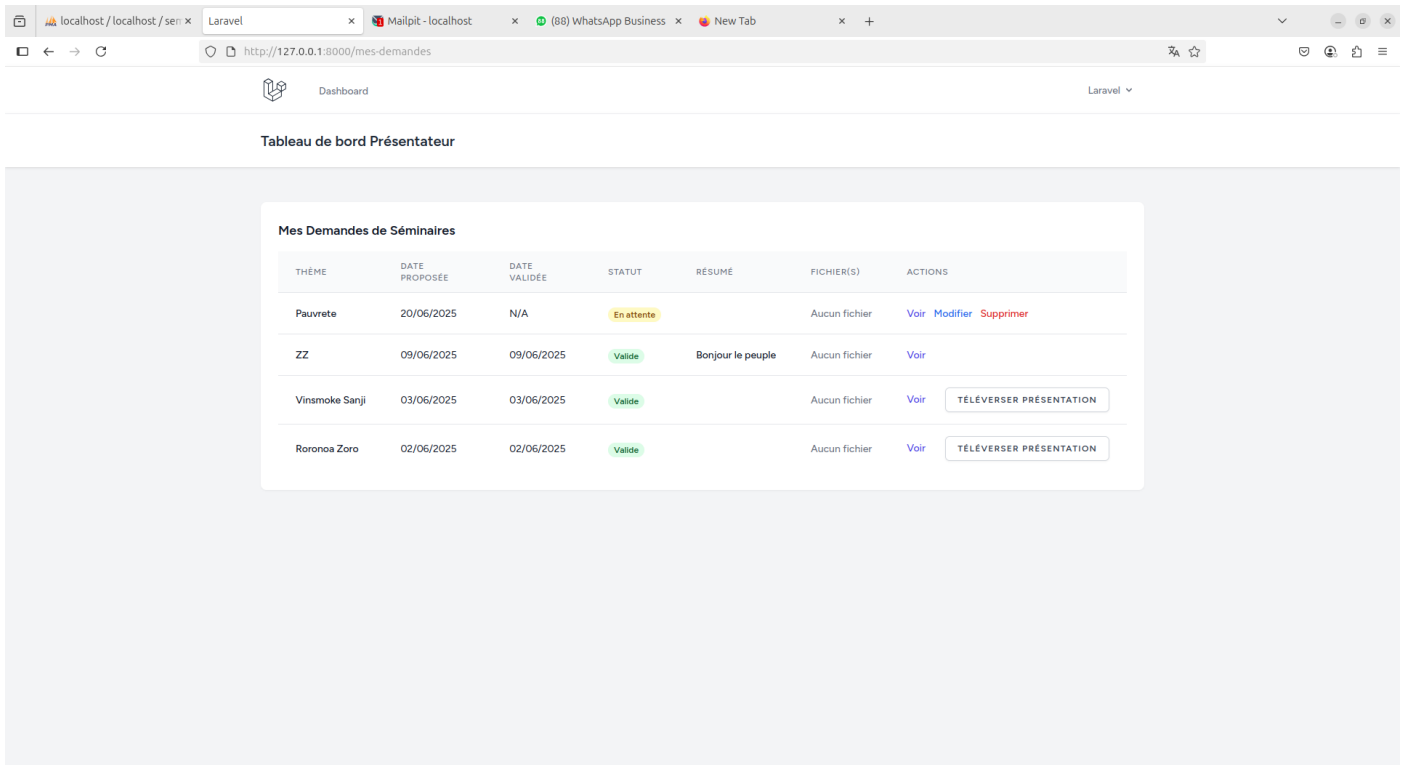 localhost / localhost / sem
Laravel
Mailpit - localhost
(88) WhatsApp Business
New Tab
http://127.0.0.1:8000/mes-demandes
Dashboard
Laravel
Tableau de bord Présentateur
Mes Demandes de Séminaires
THÈME DATE PROPOSÉE DATE VALIDÉE STATUT RÉSUMÉ FICHIER(S) ACTIONS
Pauvrete 20/06/2025 N/A En attente Aucun fichier Voir Modifier Supprimer
ZZ 09/06/2025 09/06/2025 Valide Bonjour le peuple Aucun fichier Voir
Vinsmoke Sanji 03/06/2025 03/06/2025 Valide Aucun fichier Voir TÉLÉVERSER PRÉSENTATION
Roronoa Zoro 02/06/2025 02/06/2025 Valide Aucun fichier Voir TÉLÉVERSER PRÉSENTATION